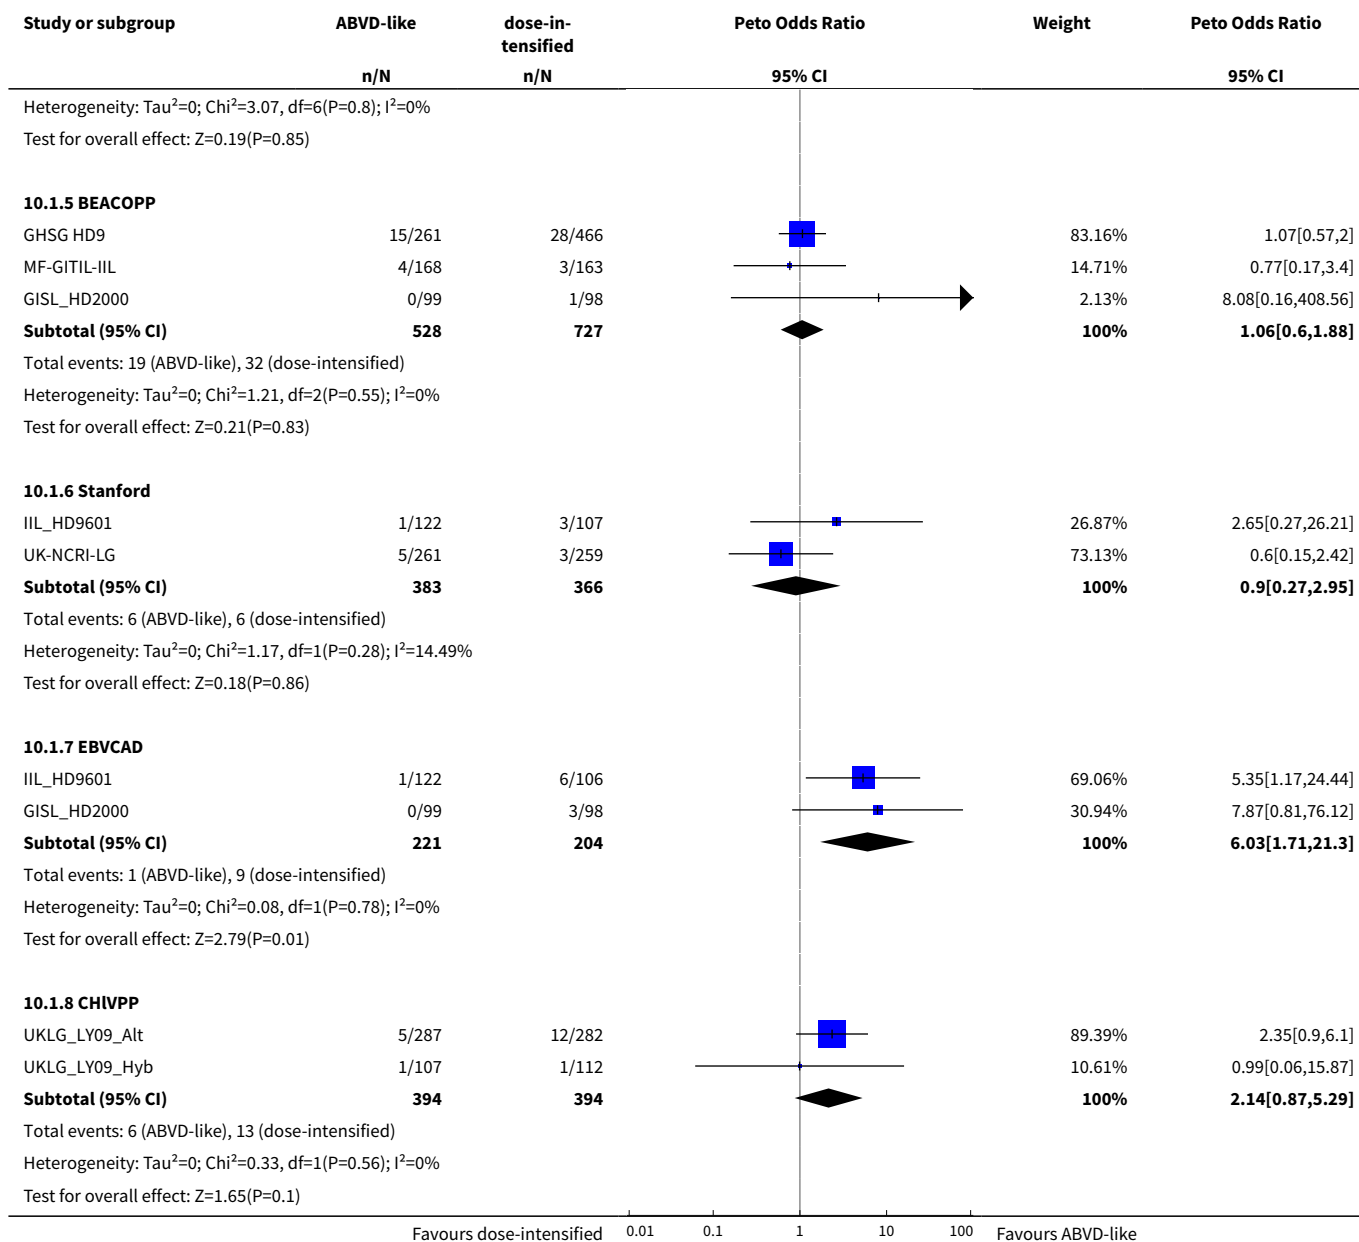 Study or subgroup ABVD-like dose-in- Peto Odds Ratio Weight Peto Odds Ratio
tensified
n/N n/N 95% CI 95% CI
Heterogeneity: Tau²=0; Chi²=3.07, df=6(P=0.8); I²=0%
Test for overall effect: Z=0.19(P=0.85)
10.1.5 BEACOPP
GHSG HD9 15/261 28/466 83.16% 1.07[0.57,2]
MF-GITIL-IIL 4/168 3/163 14.71% 0.77[0.17,3.4]
GISL_HD2000 0/99 1/98 2.13% 8.08[0.16,408.56]
Subtotal (95% CI) 528 727 100% 1.06[0.6,1.88]
Total events: 19 (ABVD-like), 32 (dose-intensified)
Heterogeneity: Tau²=0; Chi²=1.21, df=2(P=0.55); I²=0%
Test for overall effect: Z=0.21(P=0.83)
10.1.6 Stanford
IIL_HD9601 1/122 3/107 26.87% 2.65[0.27,26.21]
UK-NCRI-LG 5/261 3/259 73.13% 0.6[0.15,2.42]
Subtotal (95% CI) 383 366 100% 0.9[0.27,2.95]
Total events: 6 (ABVD-like), 6 (dose-intensified)
Heterogeneity: Tau²=0; Chi²=1.17, df=1(P=0.28); I²=14.49%
Test for overall effect: Z=0.18(P=0.86)
10.1.7 EBVCAD
IIL_HD9601 1/122 6/106 69.06% 5.35[1.17,24.44]
GISL_HD2000 0/99 3/98 30.94% 7.87[0.81,76.12]
Subtotal (95% CI) 221 204 100% 6.03[1.71,21.3]
Total events: 1 (ABVD-like), 9 (dose-intensified)
Heterogeneity: Tau²=0; Chi²=0.08, df=1(P=0.78); I²=0%
Test for overall effect: Z=2.79(P=0.01)
10.1.8 CHlVPP
UKLG_LY09_Alt 5/287 12/282 89.39% 2.35[0.9,6.1]
UKLG_LY09_Hyb 1/107 1/112 10.61% 0.99[0.06,15.87]
Subtotal (95% CI) 394 394 100% 2.14[0.87,5.29]
Total events: 6 (ABVD-like), 13 (dose-intensified)
Heterogeneity: Tau²=0; Chi²=0.33, df=1(P=0.56); I²=0%
Test for overall effect: Z=1.65(P=0.1)
Favours dose-intensified 0.01 0.1 1 10 100 Favours ABVD-like